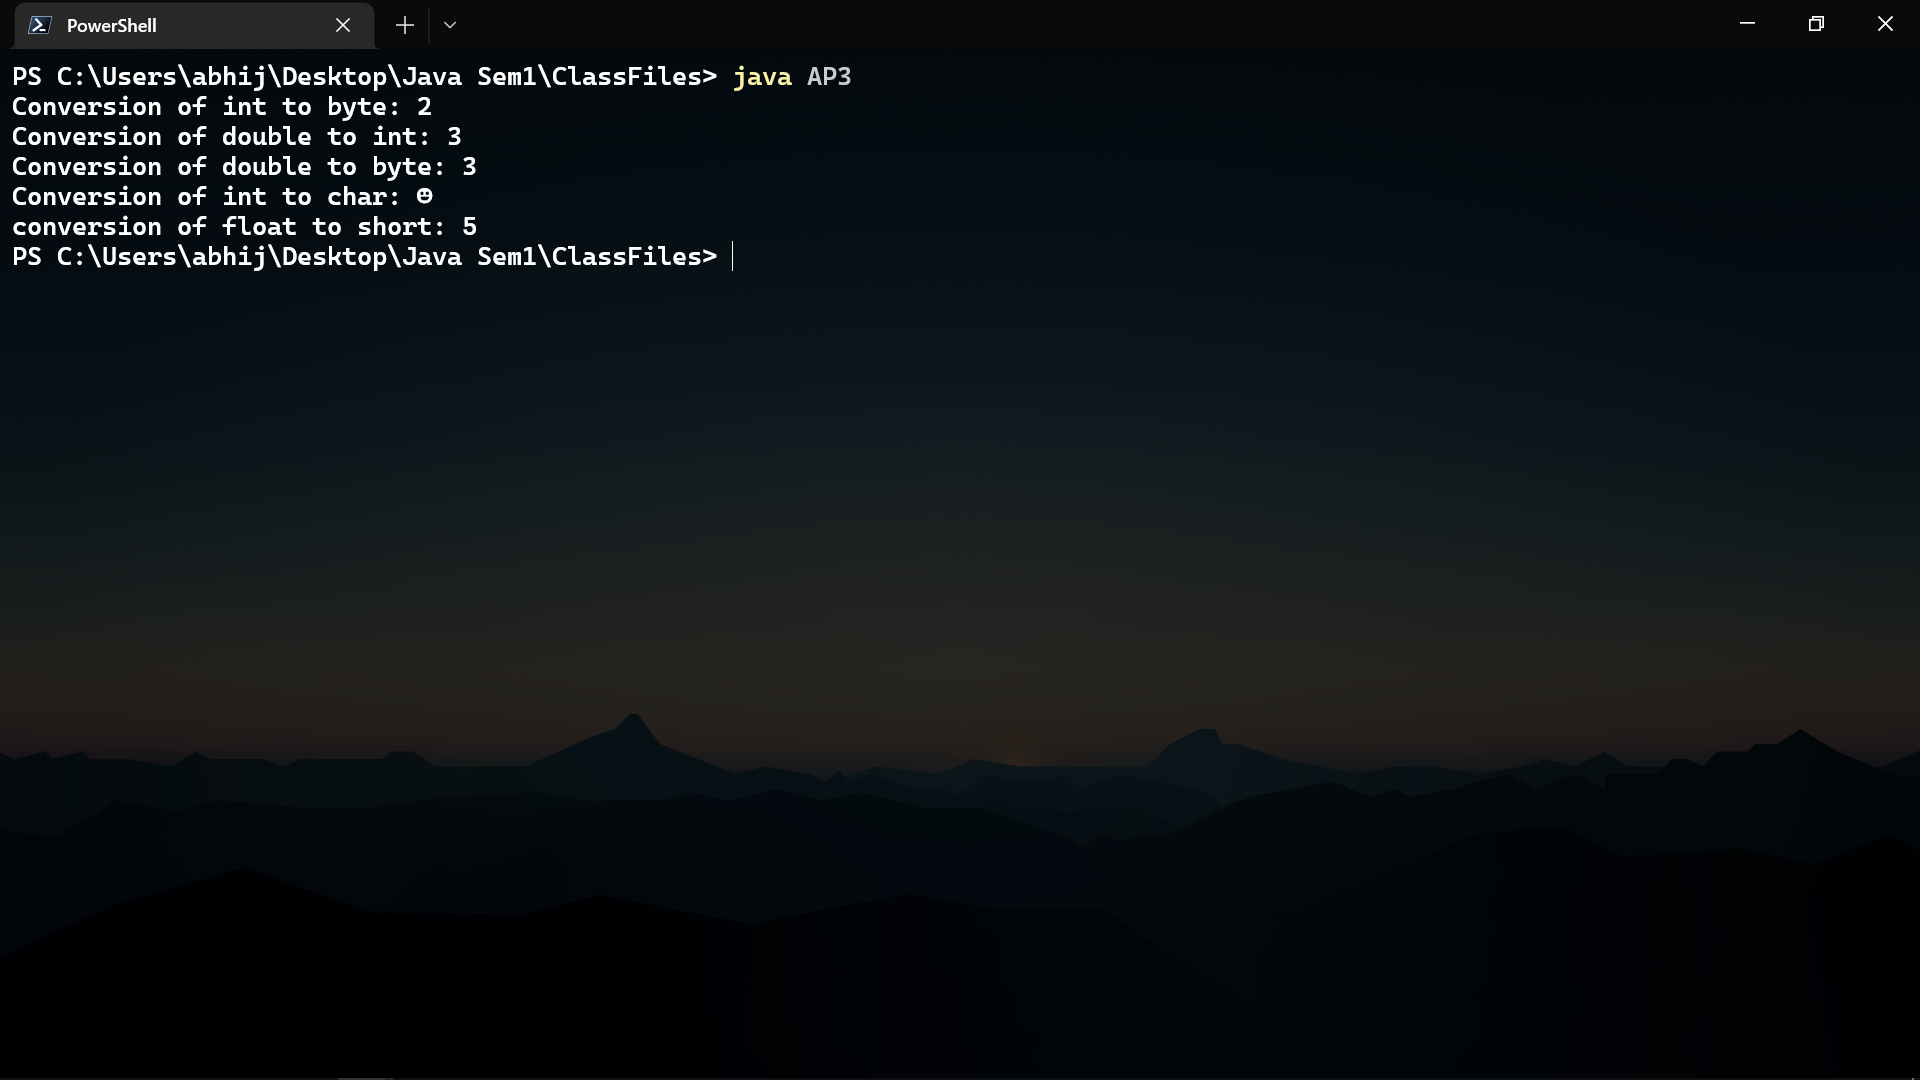 PowerShell
PS C:\Users\abhij\Desktop\Java Sem1\ClassFiles> java AP3
Conversion of int to byte: 2
Conversion of double to int: 3
Conversion of double to byte: 3
Conversion of int to char: ☻
conversion of float to short: 5
PS C:\Users\abhij\Desktop\Java Sem1\ClassFiles>